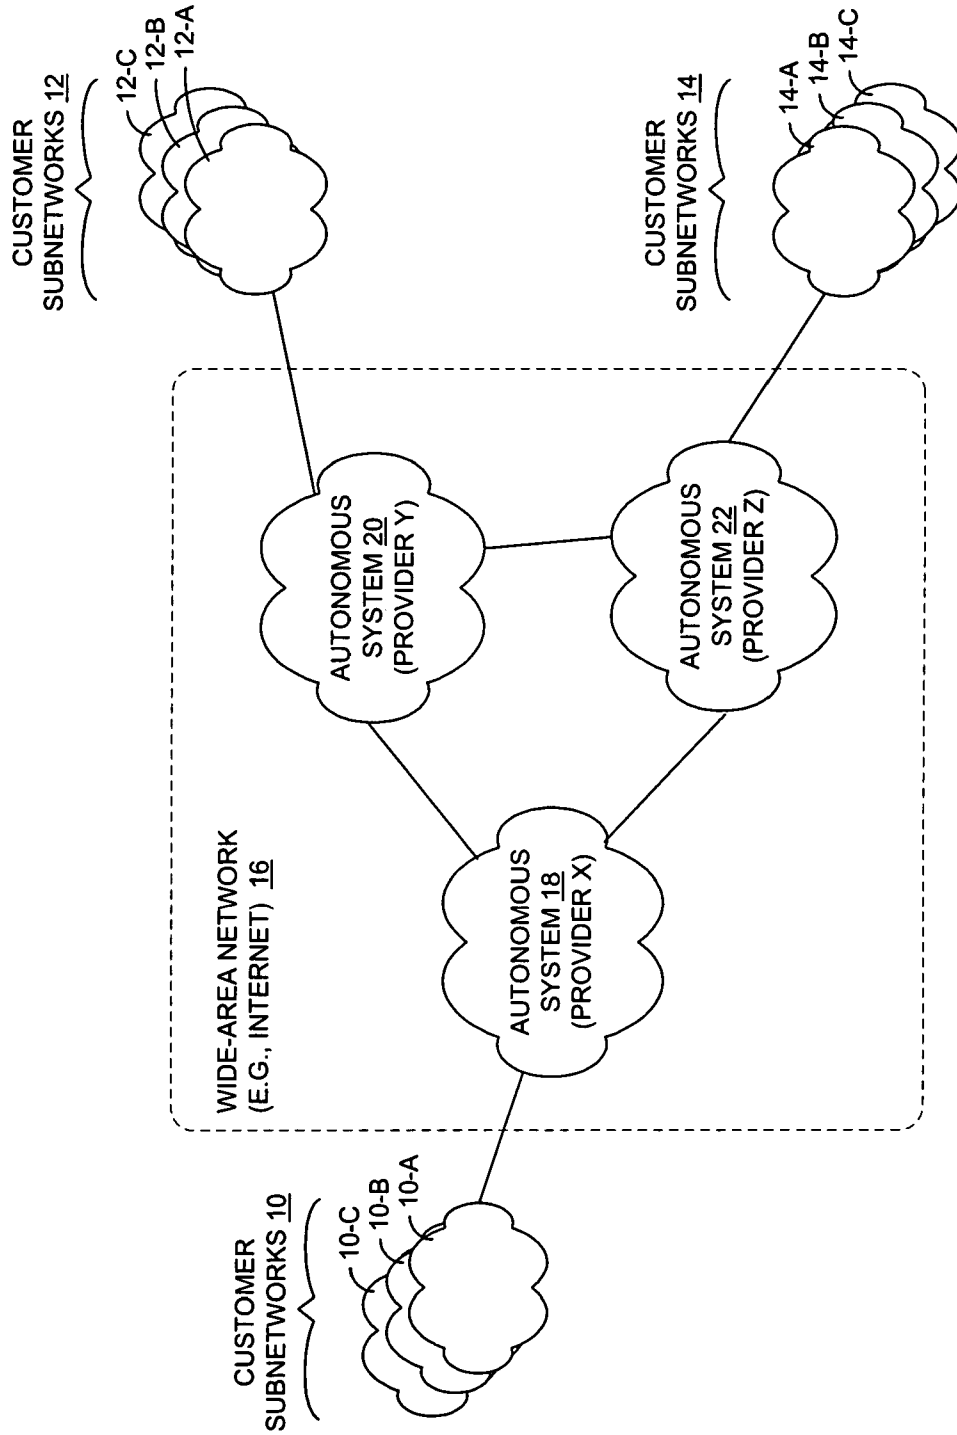 CUSTOMER
SUBNETWORKS 10
10-C
10-B
10-A
WIDE-AREA NETWORK
(E.G., INTERNET) 16
AUTONOMOUS
SYSTEM 18
(PROVIDER X)
AUTONOMOUS
SYSTEM 20
(PROVIDER Y)
AUTONOMOUS
SYSTEM 22
(PROVIDER Z)
CUSTOMER
SUBNETWORKS 12
12-C
12-B
12-A
CUSTOMER
SUBNETWORKS 14
14-A
14-B
14-C